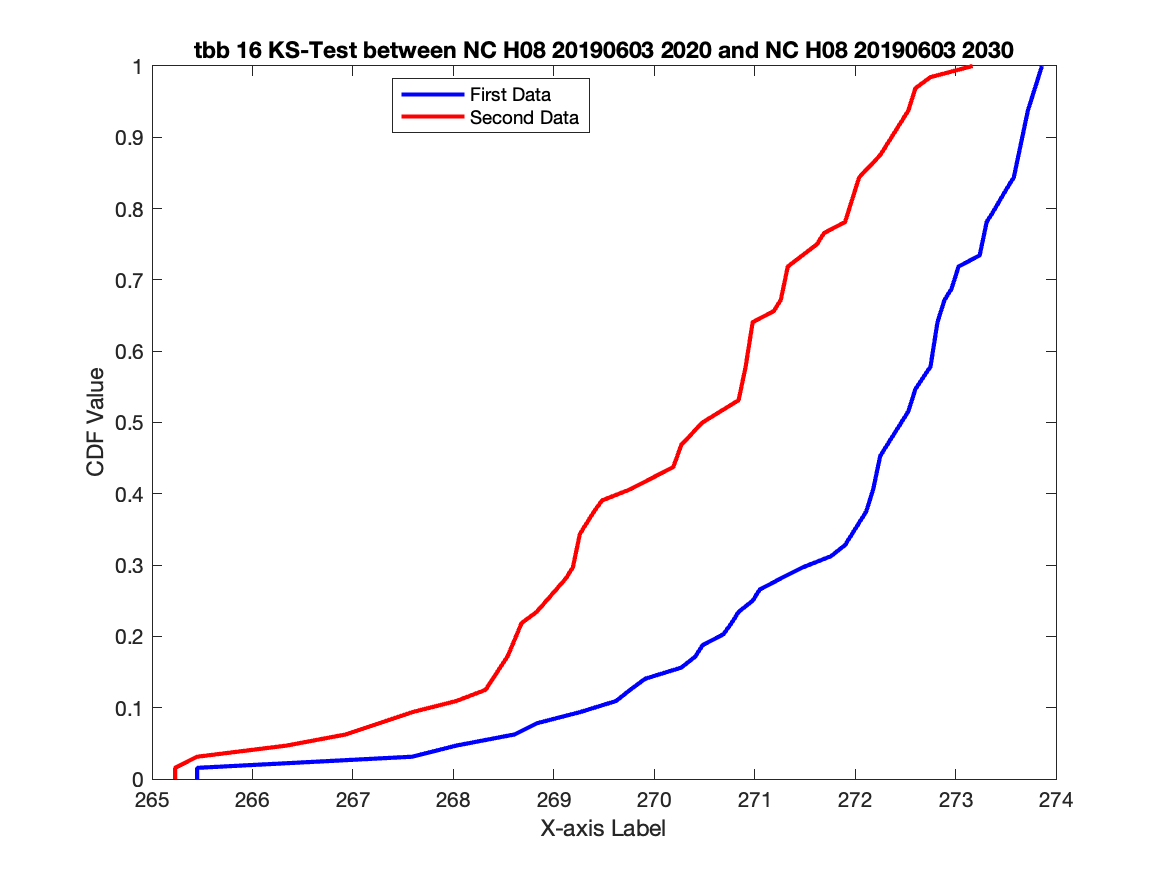 tbb 16 KS-Test between NC H08 20190603 2020 and NC H08 20190603 2030
First Data
Second Data
1
0.9
0.8
0.7
0.6
0.5
0.4
0.3
0.2
0.1
0
CDF Value
265 266 267 268 269 270 271 272 273 274
X-axis Label